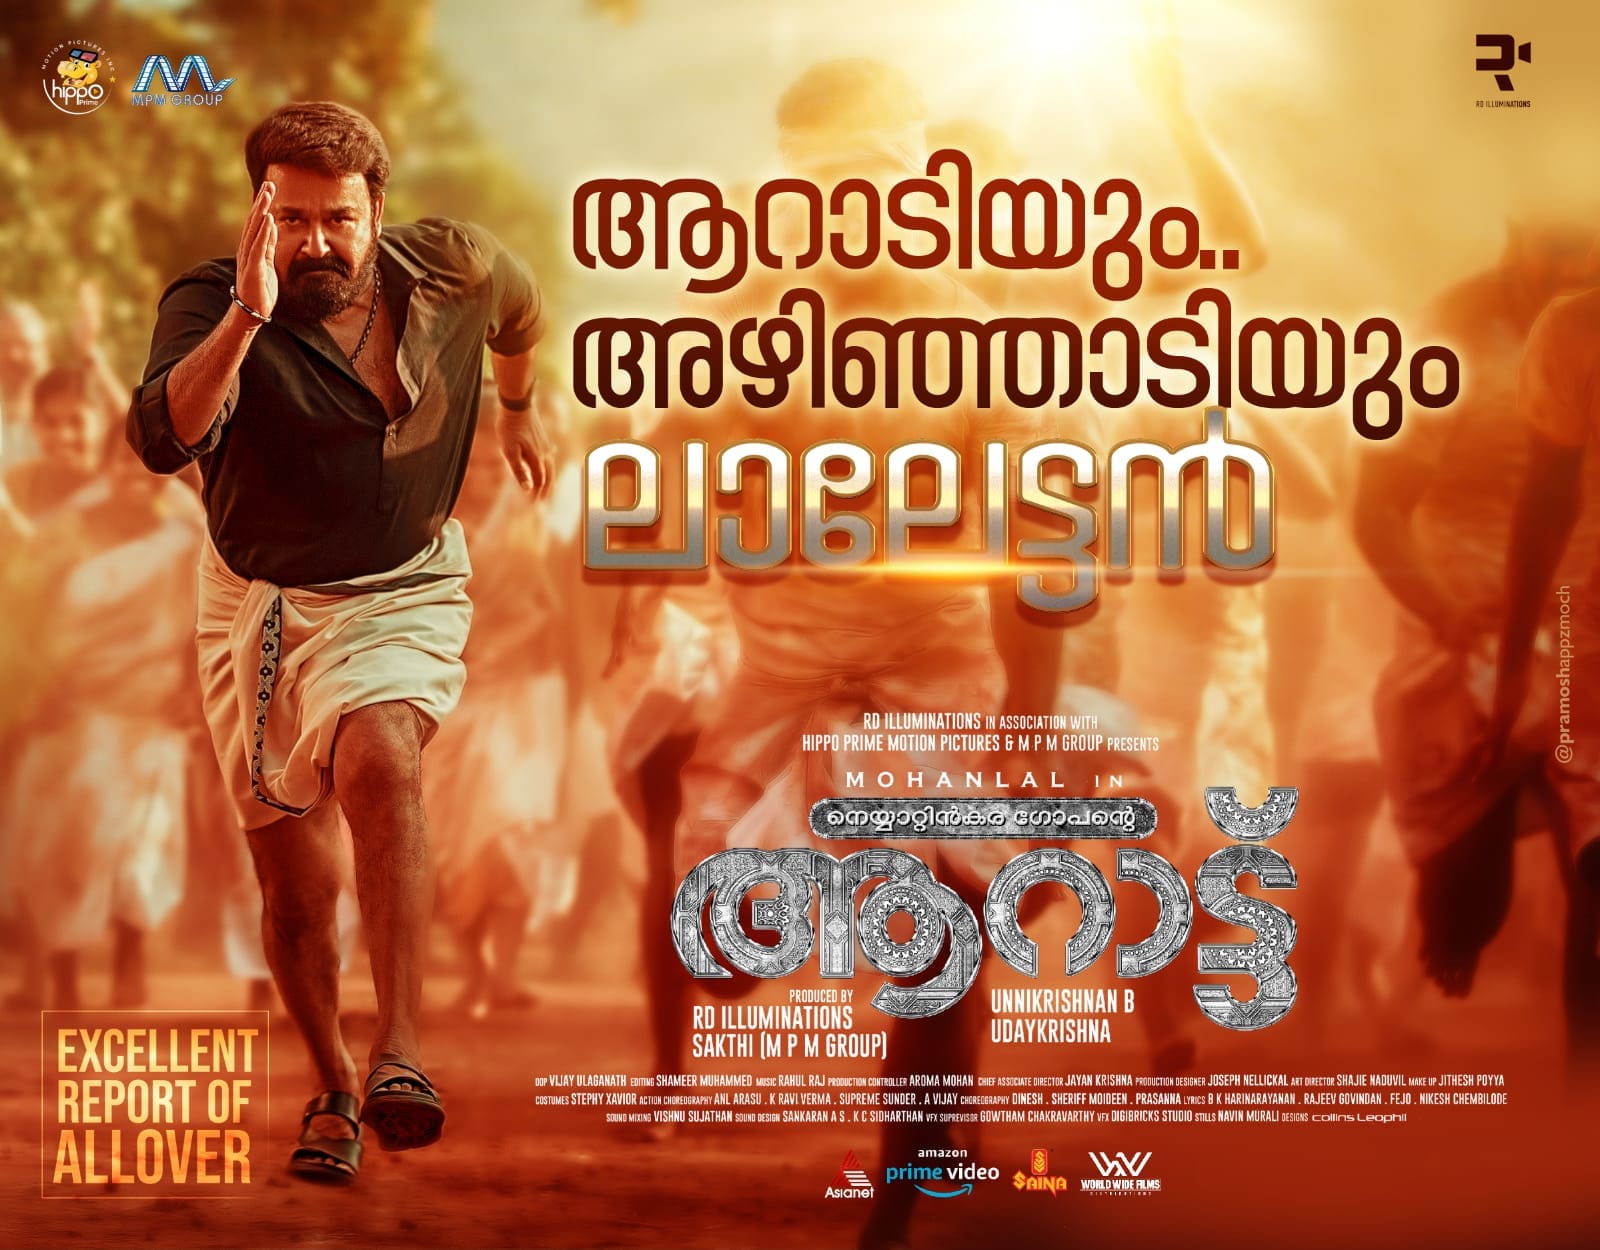 MOTION PICTURES INC
hippo
Prime
MPM GROUP
RD ILLUMINATIONS
ആറാടിയും..
അഴിഞ്ഞാടിയും
ലാലേട്ടൻ
@pramoshappzmoch
RD ILLUMINATIONS IN ASSOCIATION WITH
HIPPO PRIME MOTION PICTURES & M P M GROUP PRESENTS
MOHANLAL IN
നെയ്യാറ്റിൻകര ഗോപന്റെ
ആറാട്ട്
PRODUCED BY
RD ILLUMINATIONS
SAKTHI (M P M GROUP)
UNNIKRISHNAN B
UDAYKRISHNA
EXCELLENT
REPORT OF
ALLOVER
DOP VIJAY ULAGANATH EDITING SHAMEER MUHAMMED MUSIC RAHUL RAJ PRODUCTION CONTROLLER AROMA MOHAN CHIEF ASSOCIATE DIRECTOR JAYAN KRISHNA PRODUCTION DESIGNER JOSEPH NELLICKAL ART DIRECTOR SHAJIE NADUVIL MAKE UP JITHESH POYYA
COSTUMES STEPHY XAVIOR ACTION CHOREOGRAPHY ANL ARASU . K RAVI VERMA . SUPREME SUNDER . A VIJAY CHOREOGRAPHY DINESH . SHERIFF MOIDEEN . PRASANNA LYRICS B K HARINARAYANAN . RAJEEV GOVINDAN . FEJO . NIKESH CHEMBILODE
SOUND MIXING VISHNU SUJATHAN SOUND DESIGN SANKARAN A S . K C SIDHARTHAN VFX SUPREVISOR GOWTHAM CHAKRAVARTHY VFX DIGIBRICKS STUDIO STILLS NAVIN MURALI DESIGNS collins Leophil
Asianet
amazon
prime video
SAINA
WORLD WIDE FILMS
DISTRIBUTIONS